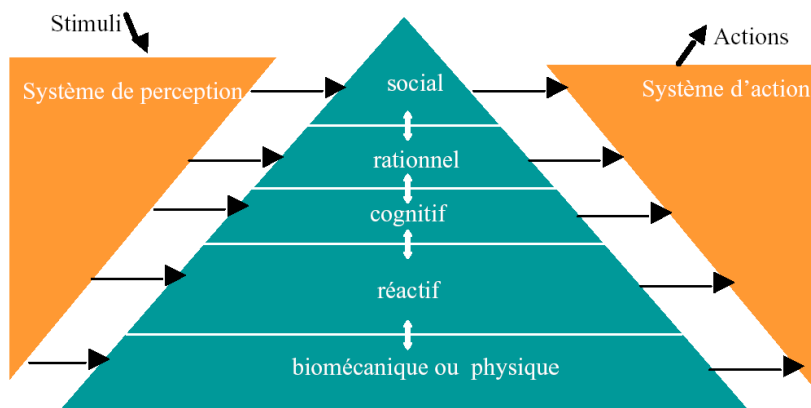 Stimuli
Actions
Système de perception
social
Système d’action
rationnel
cognitif
réactif
biomécanique ou physique